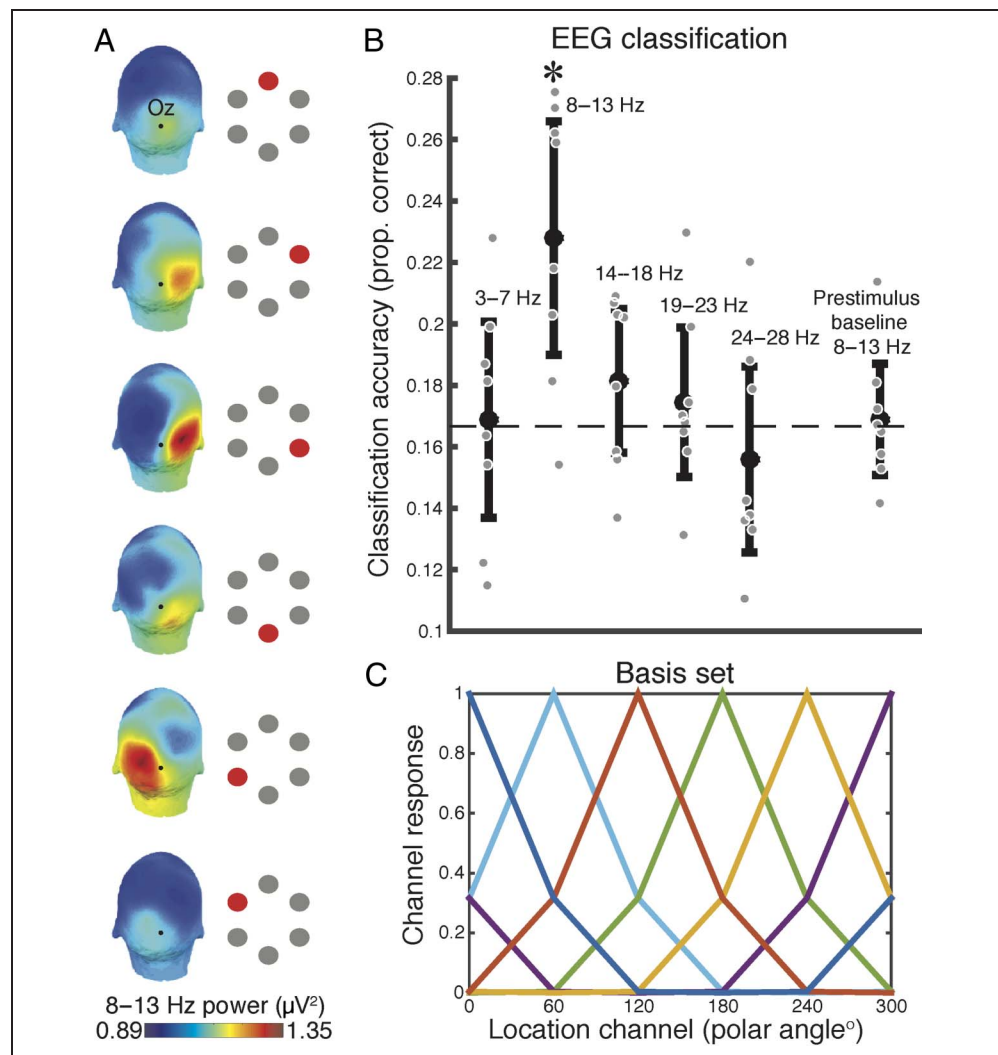 A
Oz
8–13 Hz power (µV²)
0.89
1.35
B
EEG classification
Classification accuracy (prop. correct)
0.28
0.26
0.24
0.22
0.2
0.18
0.16
0.14
0.12
0.1
3–7 Hz
*
8–13 Hz
14–18 Hz
19–23 Hz
24–28 Hz
Prestimulus
baseline
8–13 Hz
C
Basis set
Channel response
1
0.8
0.6
0.4
0.2
0
0 60 120 180 240 300
Location channel (polar angle°)